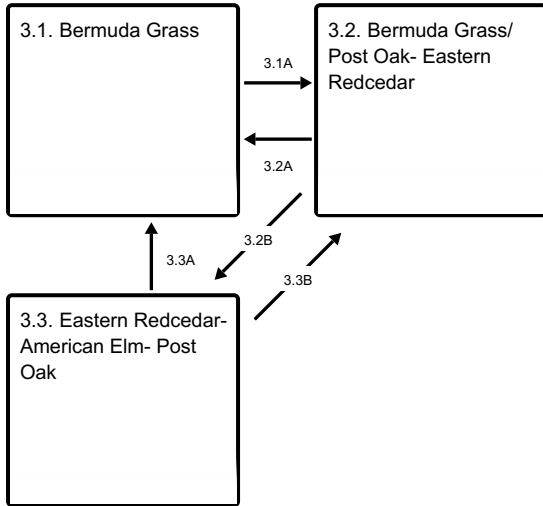 3.1. Bermuda Grass
3.2. Bermuda Grass/
Post Oak- Eastern
Redcedar
3.1A
3.2A
3.2B
3.3A
3.3B
3.3. Eastern Redcedar-
American Elm- Post
Oak